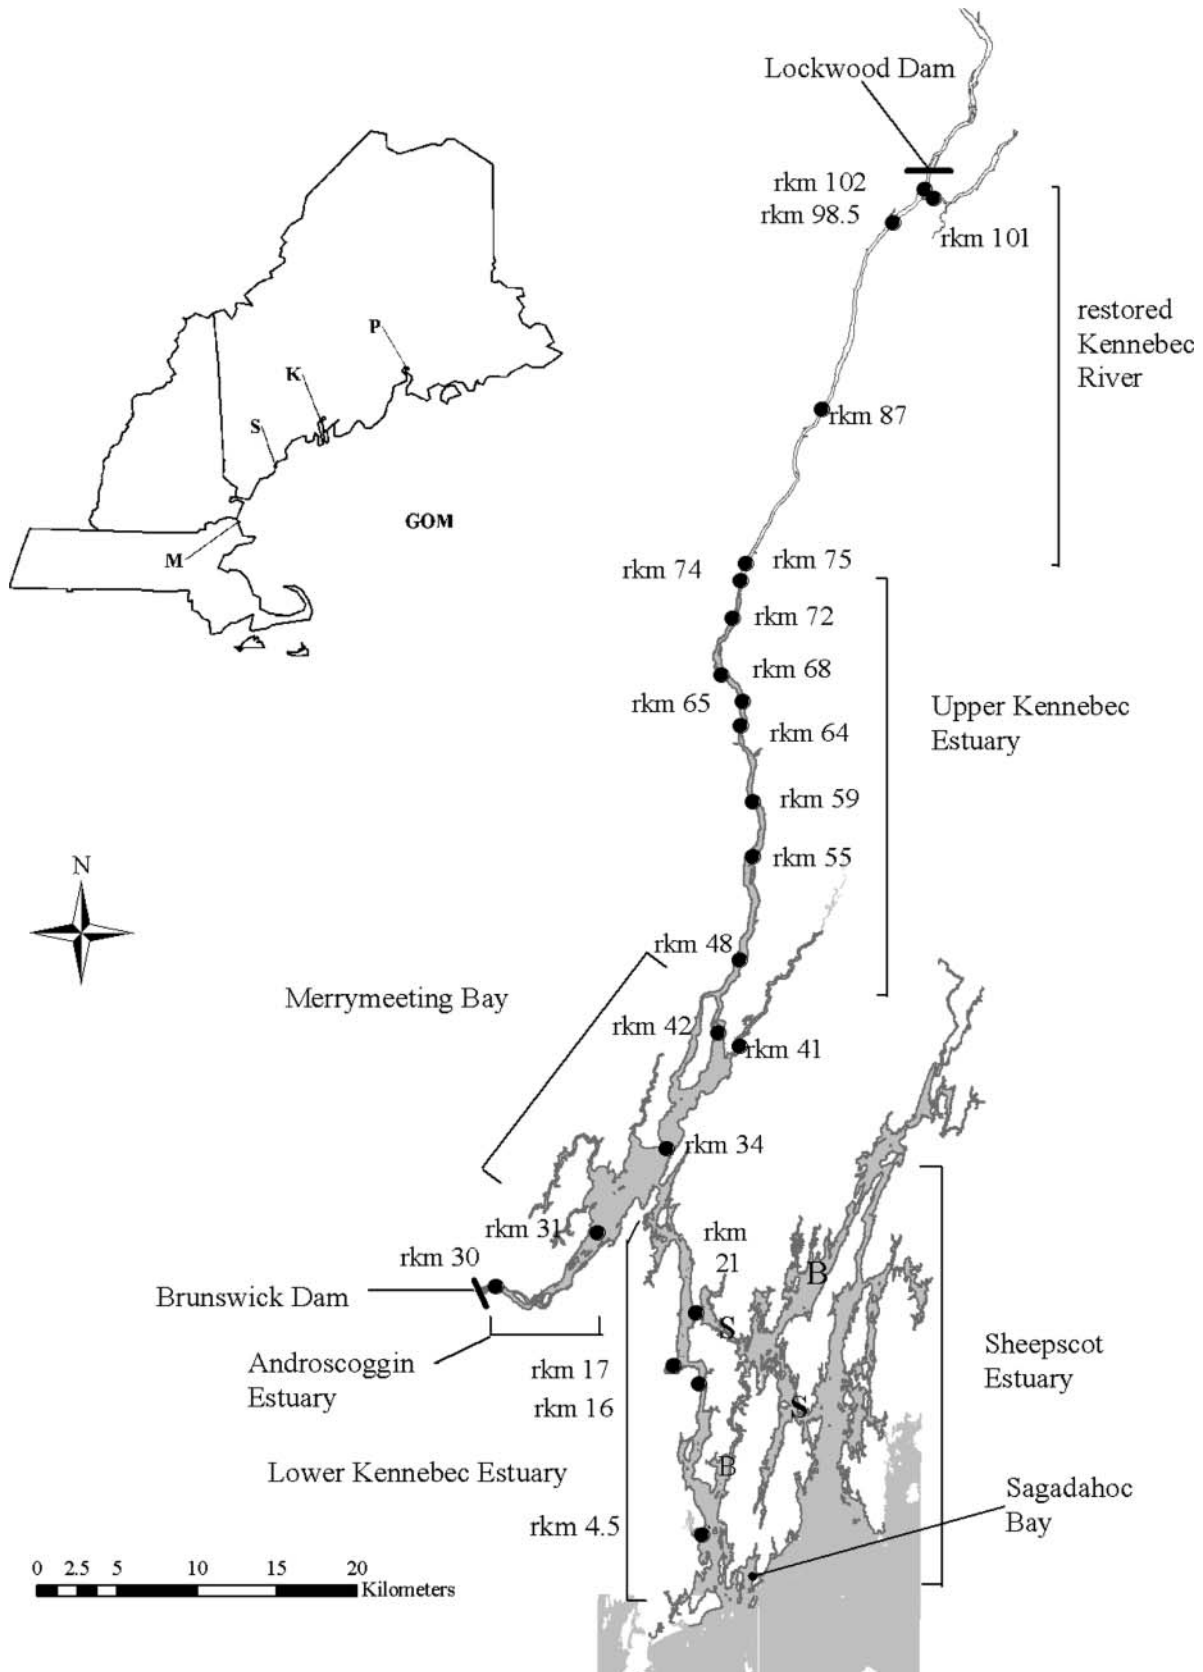 Lockwood Dam
rkm 102
rkm 98.5
rkm 101
restored
Kennebec
River
P
K
S
GOM
M
rkm 87
rkm 75
rkm 74
rkm 72
rkm 68
rkm 65
rkm 64
Upper Kennebec
Estuary
rkm 59
rkm 55
N
rkm 48
Merrymeeting Bay
rkm 42
rkm 41
rkm 34
rkm 31
rkm
21
rkm 30
B
Brunswick Dam
S
Androscoggin
Estuary
rkm 17
rkm 16
Sheepscot
Estuary
S
Lower Kennebec Estuary
B
Sagadahoc
Bay
rkm 4.5
0 2.5 5 10 15 20
Kilometers